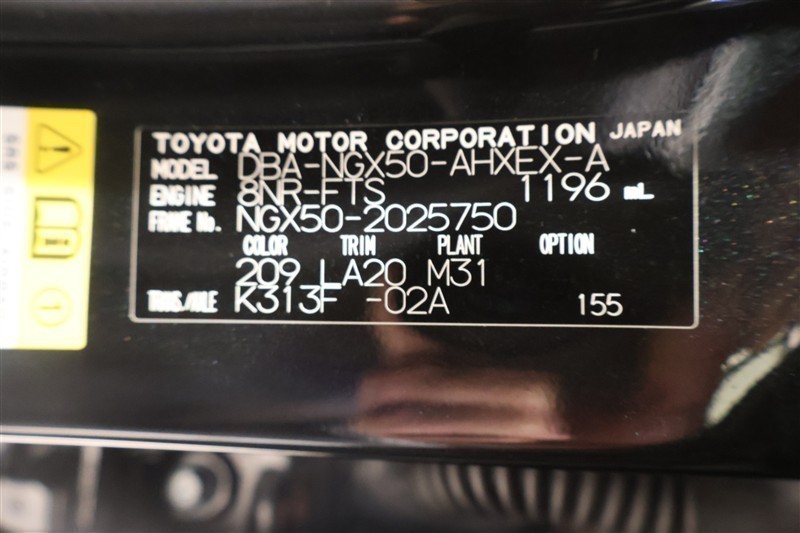 TOYOTA MOTOR CORPORATION JAPAN
MODEL DBA-NGX50-AHXEX-A
ENGINE 8NR-FTS 1196 mL
FRAME No. NGX50-2025750
COLOR TRIM PLANT OPTION
209 LA20 M31
TRANS/AXLE K313F -02A 155